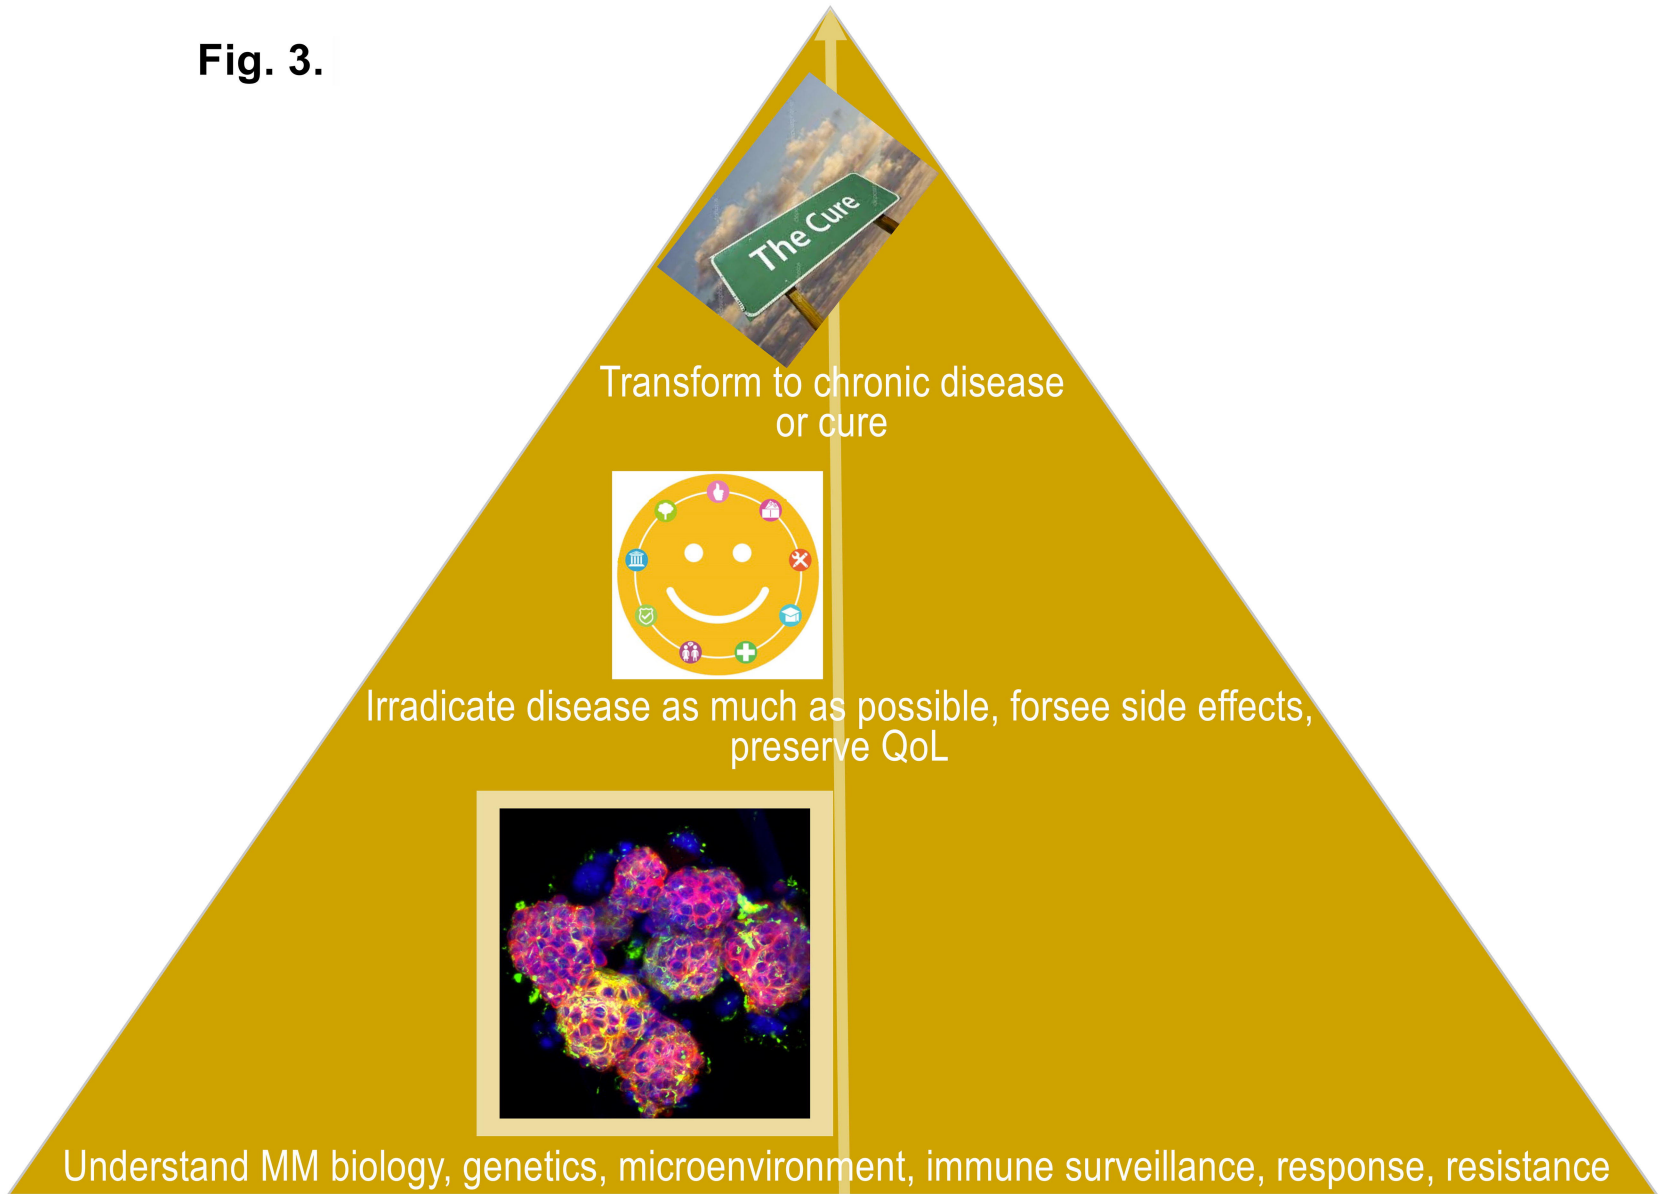 Fig. 3.
The Cure
Transform to chronic disease
or cure
Irradicate disease as much as possible, forsee side effects,
preserve QoL
Understand MM biology, genetics, microenvironment, immune surveillance, response, resistance